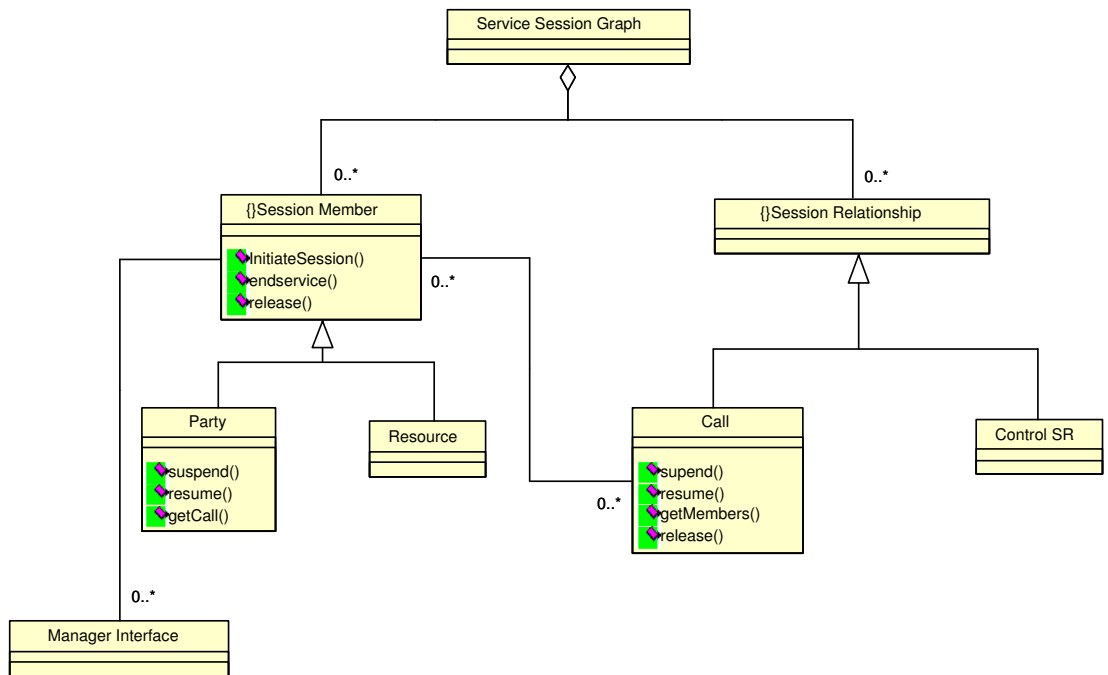 Service Session Graph
0..*
0..*
{}Session Member
InitiateSession()
endservice()
release()
0..*
{}Session Relationship
Party
suspend()
resume()
getCall()
Resource
Call
supend()
resume()
getMembers()
release()
0..*
Control SR
0..*
Manager Interface